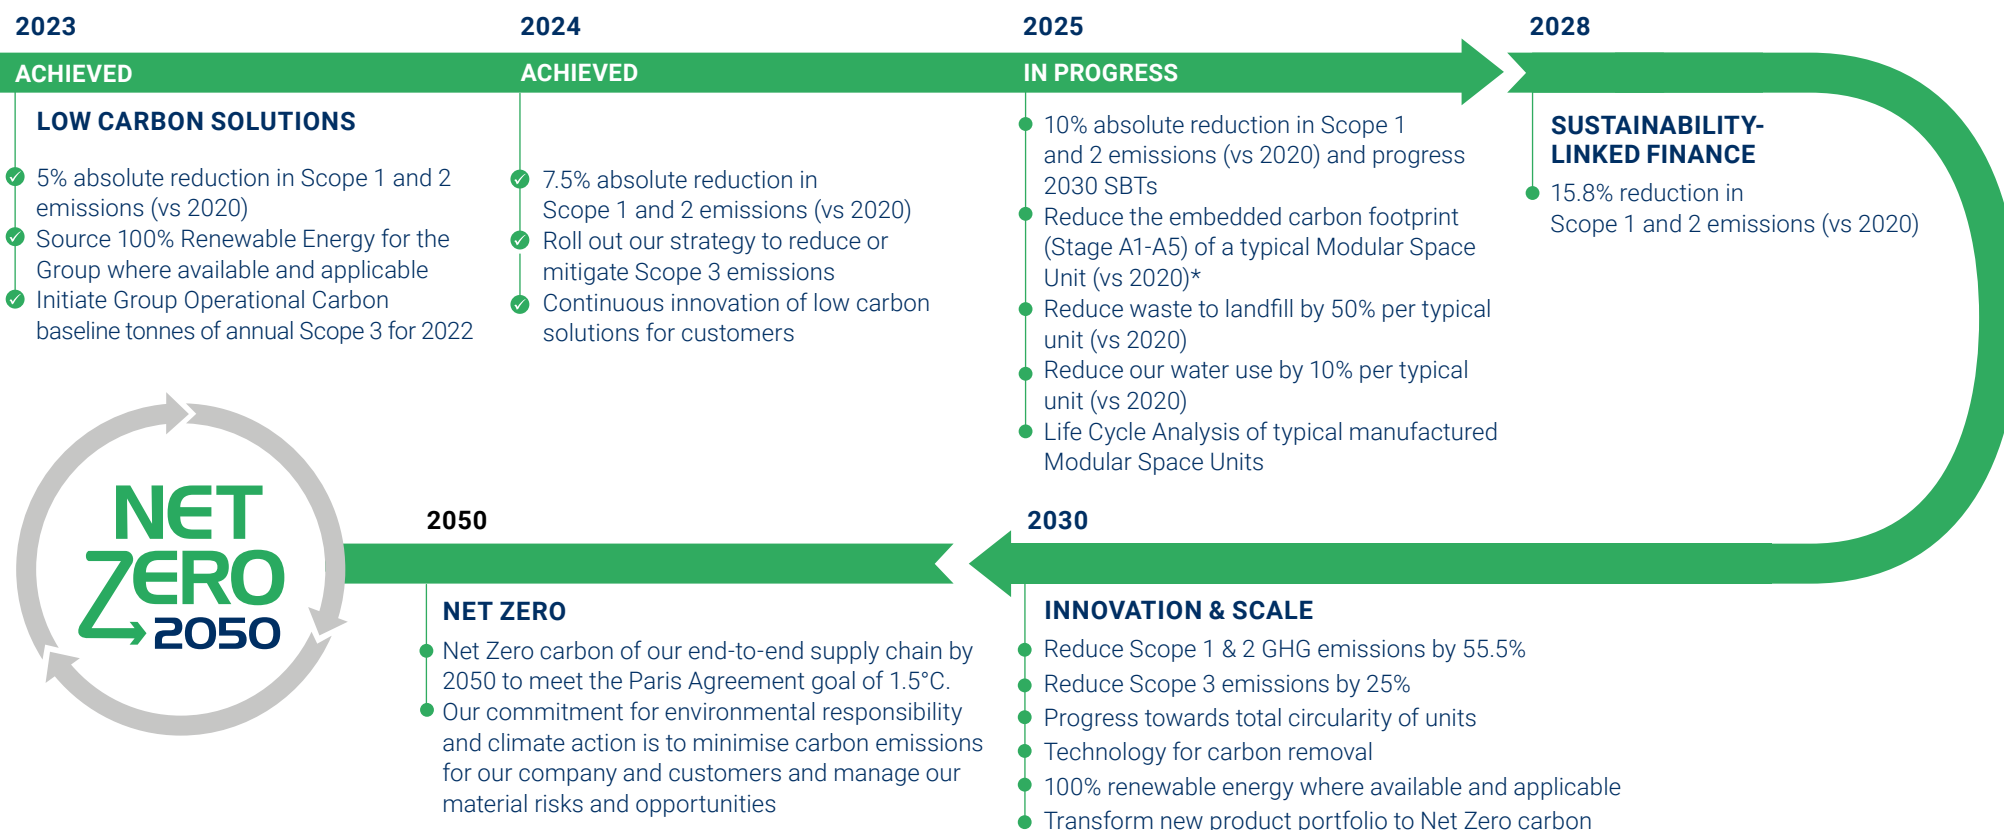 2023
ACHIEVED
LOW CARBON SOLUTIONS
5% absolute reduction in Scope 1 and 2
emissions (vs 2020)
Source 100% Renewable Energy for the
Group where available and applicable
Initiate Group Operational Carbon
baseline tonnes of annual Scope 3 for 2022
2024
ACHIEVED
7.5% absolute reduction in
Scope 1 and 2 emissions (vs 2020)
Roll out our strategy to reduce or
mitigate Scope 3 emissions
Continuous innovation of low carbon
solutions for customers
2025
IN PROGRESS
10% absolute reduction in Scope 1
and 2 emissions (vs 2020) and progress
2030 SBTs
Reduce the embedded carbon footprint
(Stage A1-A5) of a typical Modular Space
Unit (vs 2020)*
Reduce waste to landfill by 50% per typical
unit (vs 2020)
Reduce our water use by 10% per typical
unit (vs 2020)
Life Cycle Analysis of typical manufactured
Modular Space Units
2028
SUSTAINABILITY-
LINKED FINANCE
15.8% reduction in
Scope 1 and 2 emissions (vs 2020)
2030
INNOVATION & SCALE
Reduce Scope 1 & 2 GHG emissions by 55.5%
Reduce Scope 3 emissions by 25%
Progress towards total circularity of units
Technology for carbon removal
100% renewable energy where available and applicable
Transform new product portfolio to Net Zero carbon
2050
NET ZERO
Net Zero carbon of our end-to-end supply chain by
2050 to meet the Paris Agreement goal of 1.5°C.
Our commitment for environmental responsibility
and climate action is to minimise carbon emissions
for our company and customers and manage our
material risks and opportunities
NET
ZERO
2050